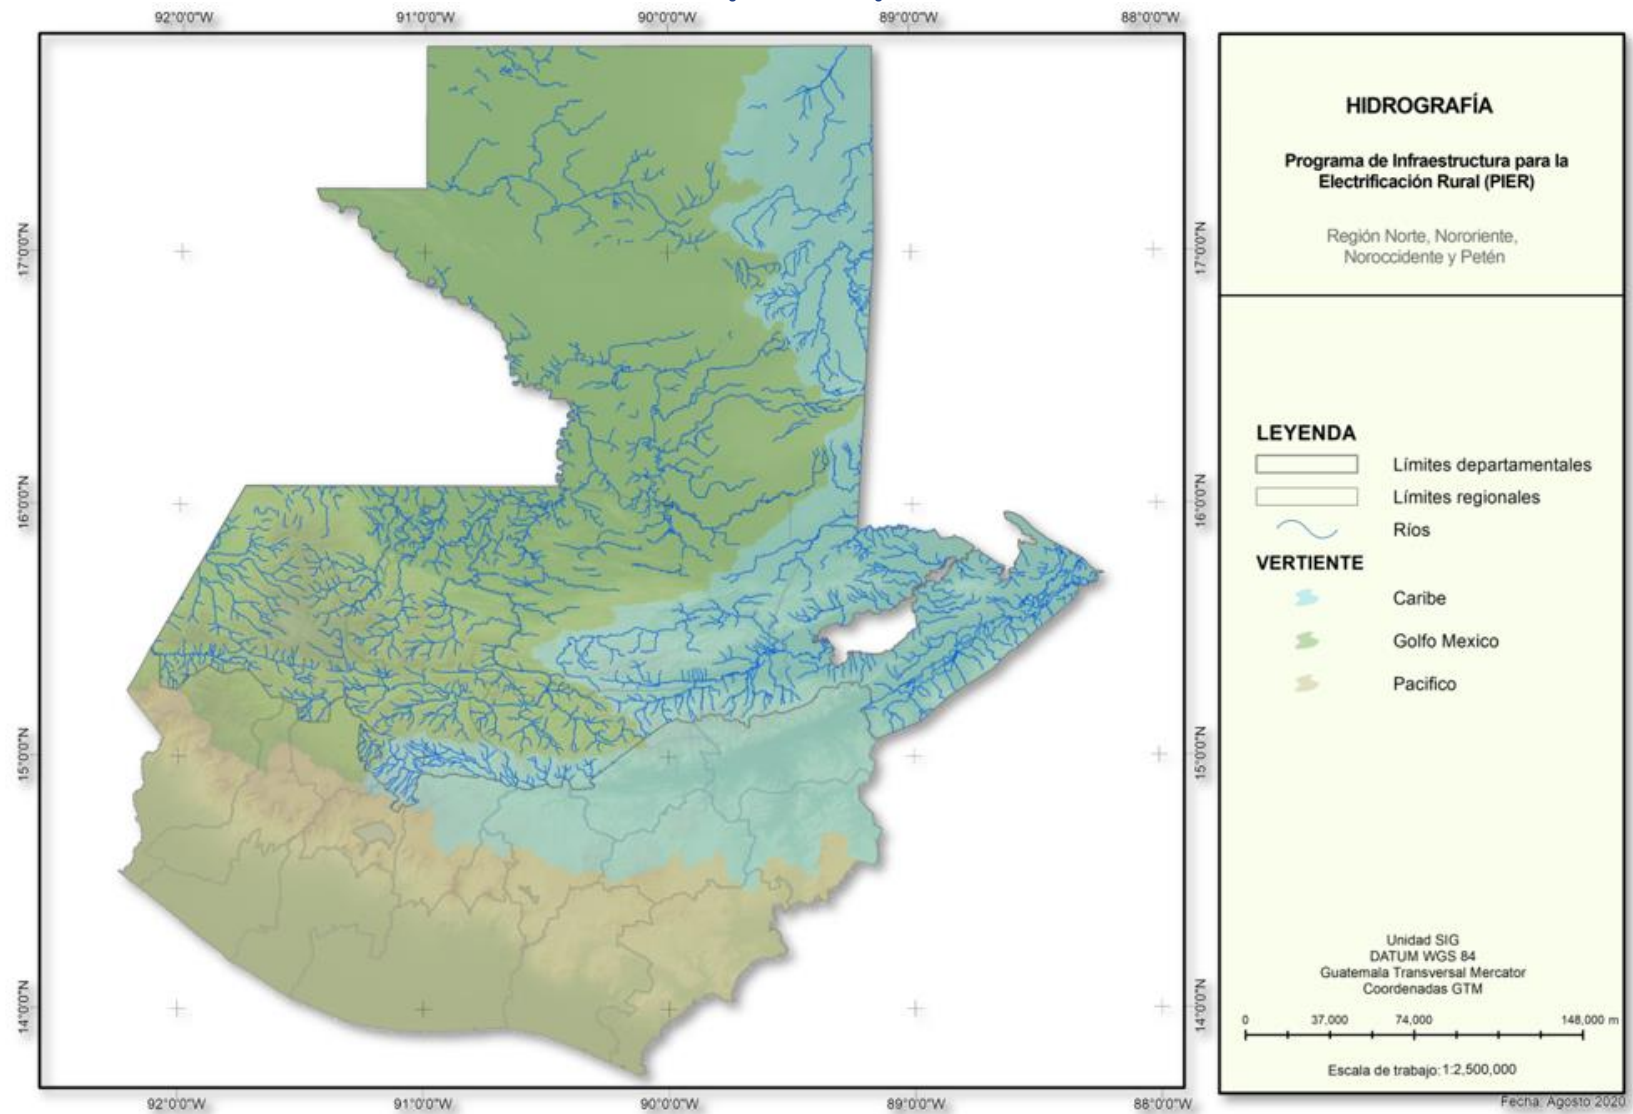 92°0'0"W 91°0'0"W 90°0'0"W 89°0'0"W 88°0'0"W
17°0'0"N 17°0'0"N
16°0'0"N 16°0'0"N
15°0'0"N 15°0'0"N
14°0'0"N 14°0'0"N
92°0'0"W 91°0'0"W 90°0'0"W 89°0'0"W 88°0'0"W
HIDROGRAFÍA
Programa de Infraestructura para la
Electrificación Rural (PIER)
Región Norte, Nororiente,
Noroccidente y Petén
LEYENDA
Límites departamentales
Límites regionales
Ríos
VERTIENTE
Caribe
Golfo Mexico
Pacifico
Unidad SIG
DATUM WGS 84
Guatemala Transversal Mercator
Coordenadas GTM
0 37,000 74,000 148,000 m
Escala de trabajo:1:2,500,000
Fecha: Agosto 2020